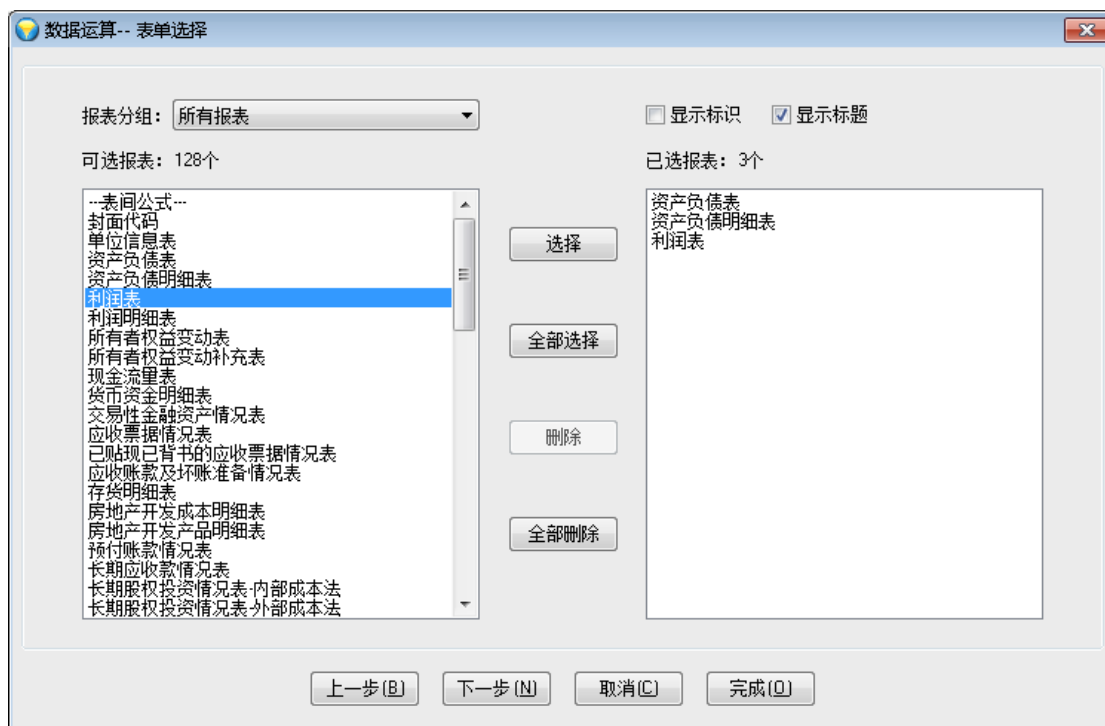 数据运算-- 表单选择
报表分组： 所有报表
显示标识 显示标题
可选报表：128个
已选报表：3个
---表间公式---
封面代码
单位信息表
资产负债表
资产负债明细表
利润表
利润明细表
所有者权益变动表
所有者权益变动补充表
现金流量表
货币资金明细表
交易性金融资产情况表
应收票据情况表
已贴现已背书的应收票据情况表
应收账款及坏账准备情况表
存货明细表
房地产开发成本明细表
房地产开发产品明细表
预付账款情况表
长期应收款情况表
长期股权投资情况表-内部成本法
长期股权投资情况表-外部成本法
选择
全部选择
删除
全部删除
资产负债表
资产负债明细表
利润表
上一步(B) 下一步(N) 取消(C) 完成(O)